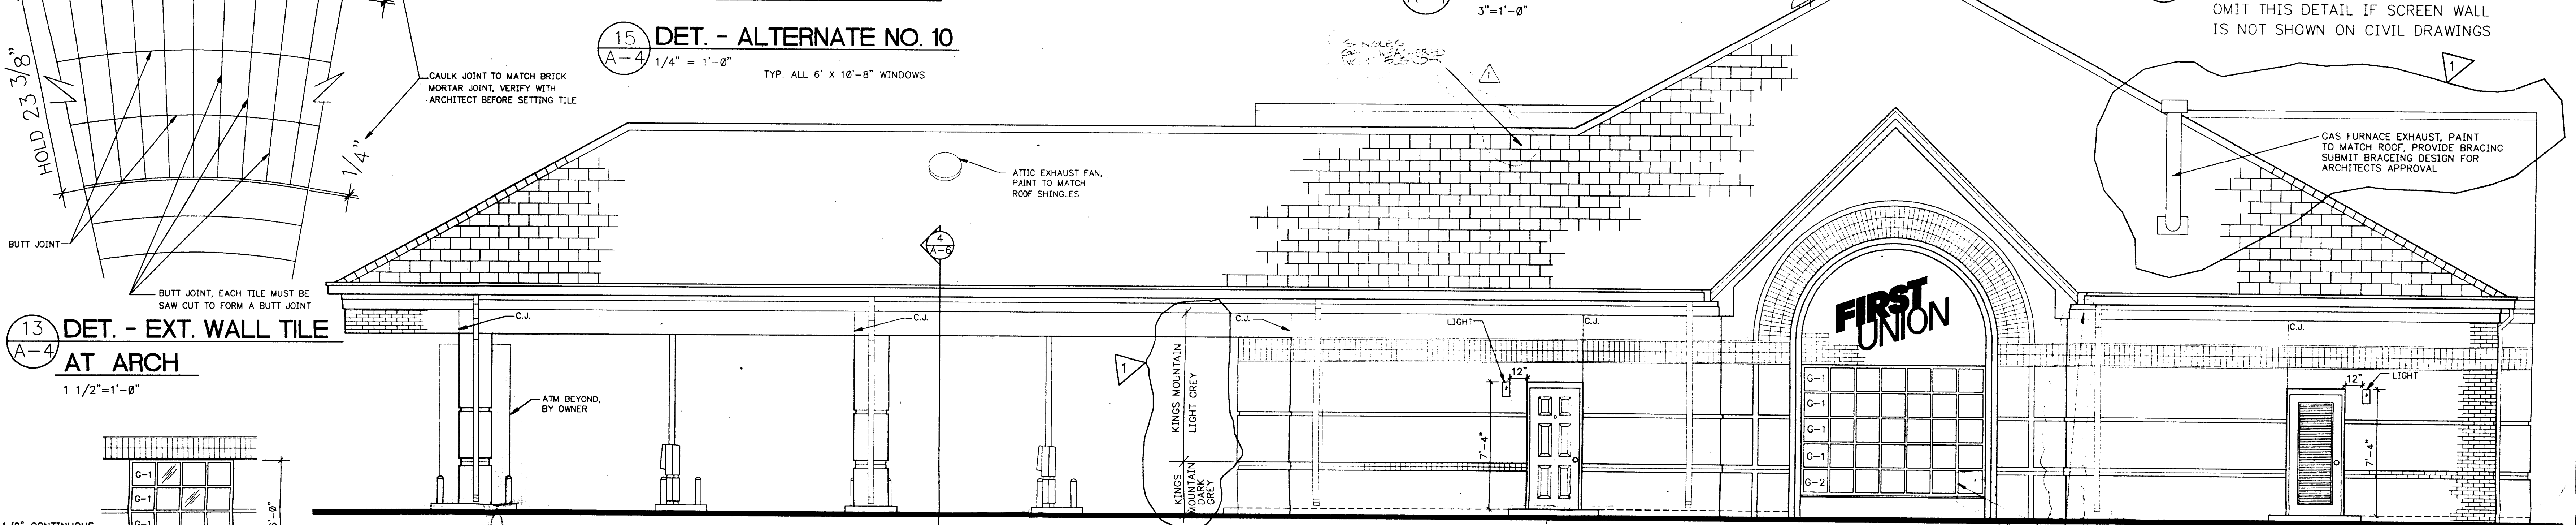 HOLD 23 3/8"
1/4"
CAULK JOINT TO MATCH BRICK
MORTAR JOINT, VERIFY WITH
ARCHITECT BEFORE SETTING TILE
BUTT JOINT
BUTT JOINT, EACH TILE MUST BE
SAW CUT TO FORM A BUTT JOINT
13
A-4
DET. - EXT. WALL TILE
AT ARCH
1 1/2"=1'-0"
15
A-4
DET. - ALTERNATE NO. 10
1/4" = 1'-0"
TYP. ALL 6' X 10'-8" WINDOWS
3"=1'-0"
OMIT THIS DETAIL IF SCREEN WALL
IS NOT SHOWN ON CIVIL DRAWINGS
1
1
GAS FURNACE EXHAUST, PAINT
TO MATCH ROOF, PROVIDE BRACING
SUBMIT BRACEING DESIGN FOR
ARCHITECTS APPROVAL
ATTIC EXHAUST FAN,
PAINT TO MATCH
ROOF SHINGLES
4
A-6
C.J.
C.J.
C.J.
LIGHT
C.J.
C.J.
FIRST
UNION
1
KINGS MOUNTAIN
LIGHT GREY
KINGS
MOUNTAIN
DARK
GREY
12"
7'-4"
G-1
G-1
G-1
G-1
G-2
12"
LIGHT
7'-4"
ATM BEYOND,
BY OWNER
G-1
G-1
G-1
1/2" CONTINUOUS